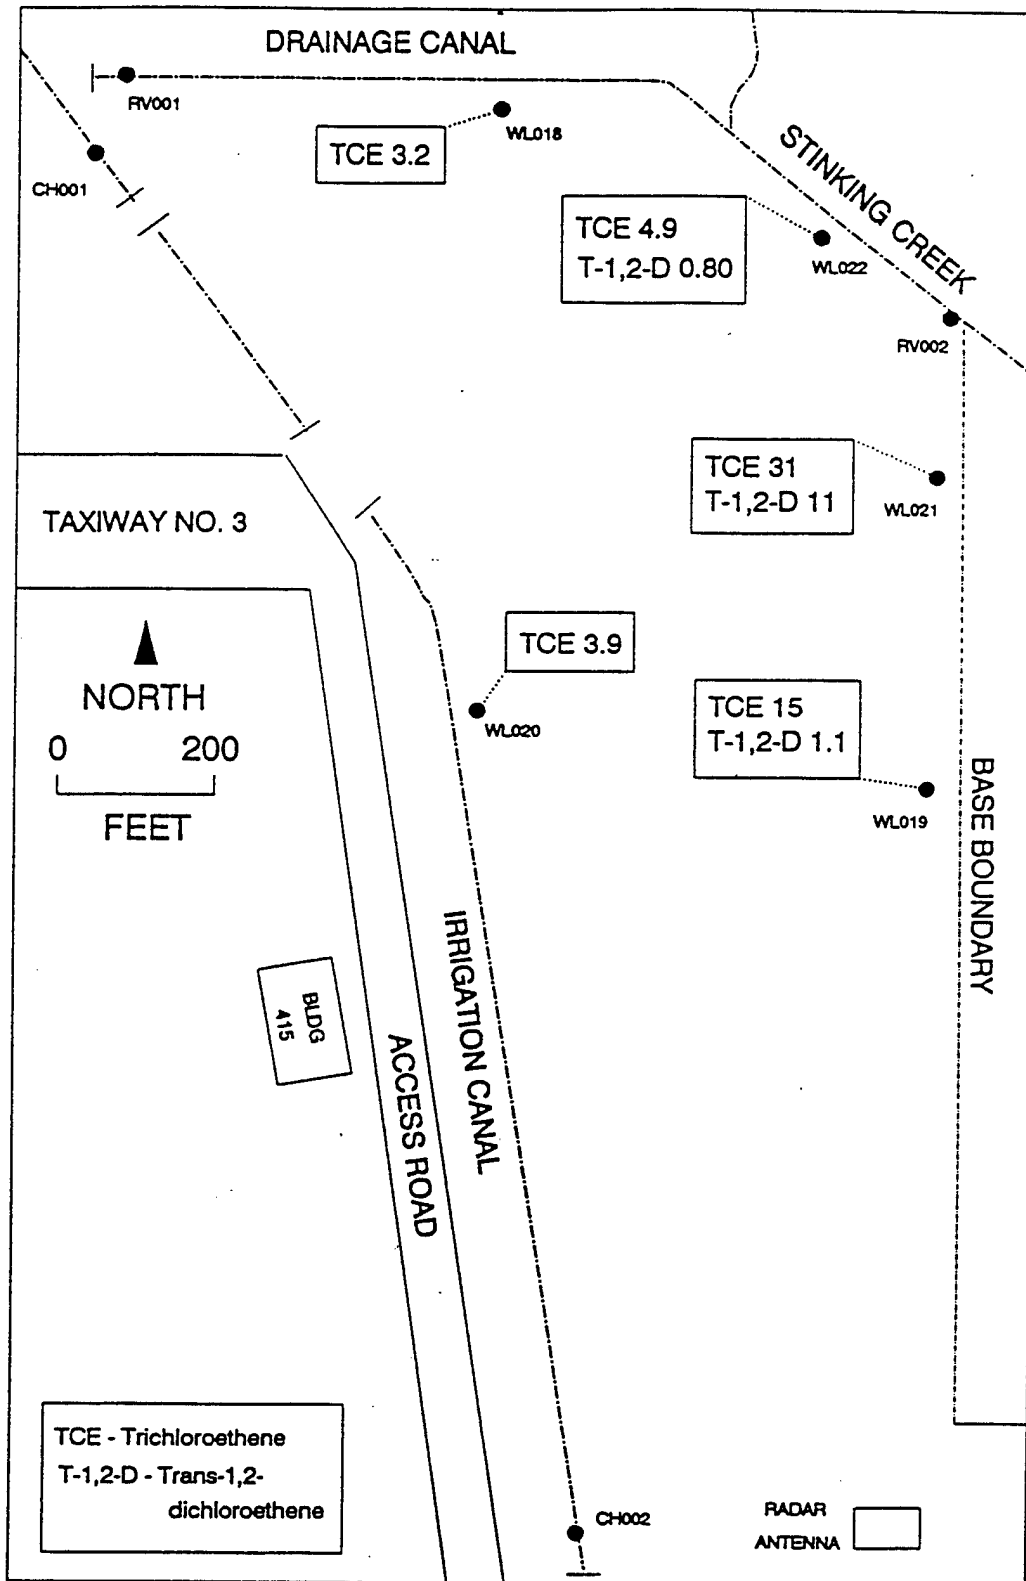 DRAINAGE CANAL
RV001
WL018
TCE 3.2
CH001
STINKING CREEK
TCE 4.9
T-1,2-D 0.80
WL022
RV002
TCE 31
T-1,2-D 11
WL021
TAXIWAY NO. 3
TCE 3.9
WL020
NORTH
0 200
FEET
TCE 15
T-1,2-D 1.1
WL019
BASE BOUNDARY
BLDG
415
IRRIGATION CANAL
ACCESS ROAD
TCE - Trichloroethene
T-1,2-D - Trans-1,2-
dichloroethene
CH002
RADAR
ANTENNA